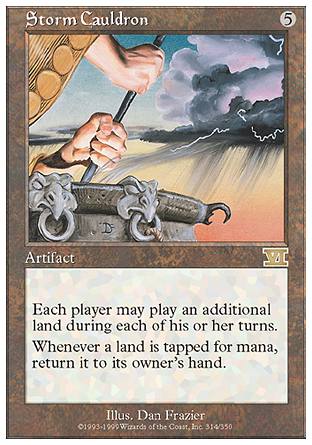 Storm Cauldron 5
Artifact VI
Each player may play an additional
land during each of his or her turns.
Whenever a land is tapped for mana,
return it to its owner's hand.
Illus. Dan Frazier
©1993-1999 Wizards of the Coast, Inc. 314/350